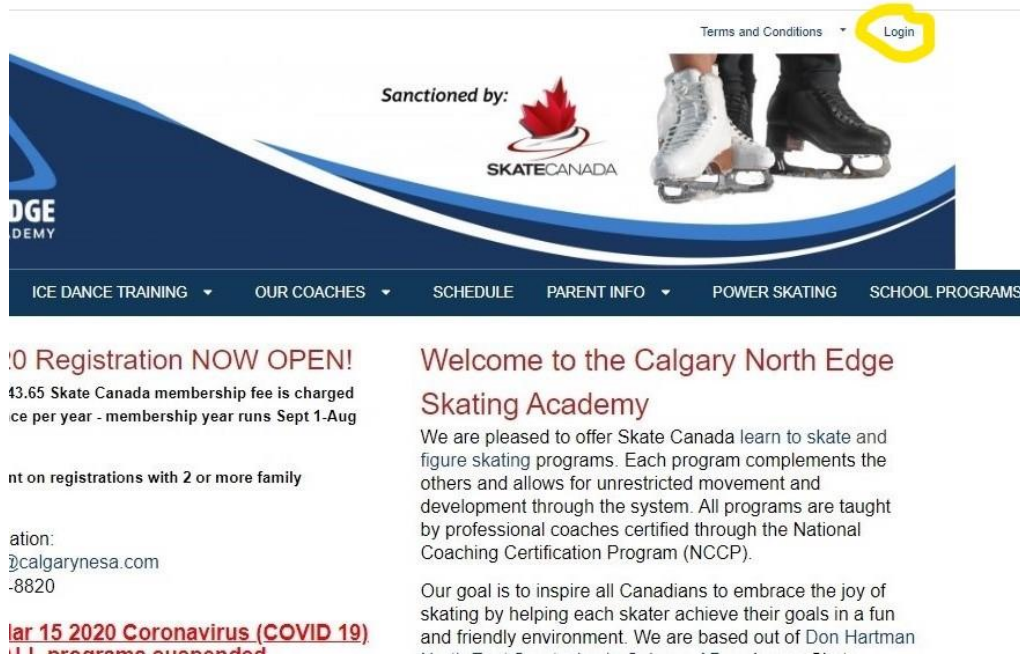 Terms and Conditions Login
Sanctioned by:
SKATECANADA
DGE
ADEMY
ICE DANCE TRAINING OUR COACHES SCHEDULE PARENT INFO POWER SKATING SCHOOL PROGRAMS
0 Registration NOW OPEN!
43.65 Skate Canada membership fee is charged
ce per year - membership year runs Sept 1-Aug
nt on registrations with 2 or more family
ation:
@calgarynesa.com
-8820
ar 15 2020 Coronavirus (COVID 19)
ALL programs suspended
Welcome to the Calgary North Edge
Skating Academy
We are pleased to offer Skate Canada learn to skate and
figure skating programs. Each program complements the
others and allows for unrestricted movement and
development through the system. All programs are taught
by professional coaches certified through the National
Coaching Certification Program (NCCP).
Our goal is to inspire all Canadians to embrace the joy of
skating by helping each skater achieve their goals in a fun
and friendly environment. We are based out of Don Hartman